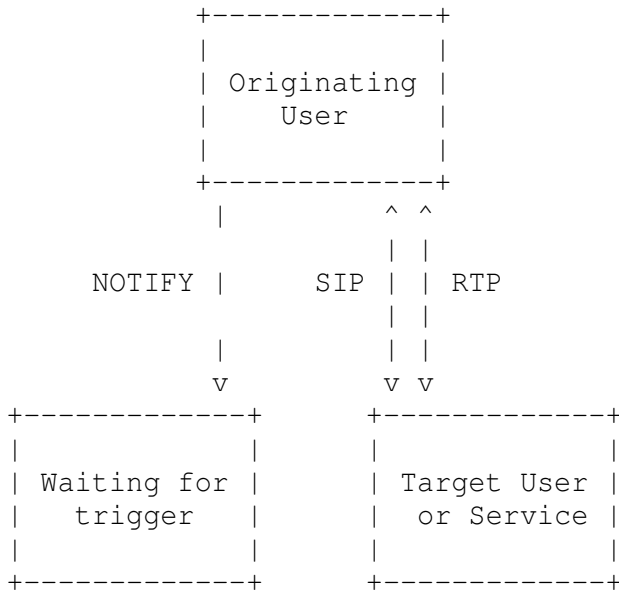 Originating
User
NOTIFY SIP RTP
Waiting for Target User
trigger or Service